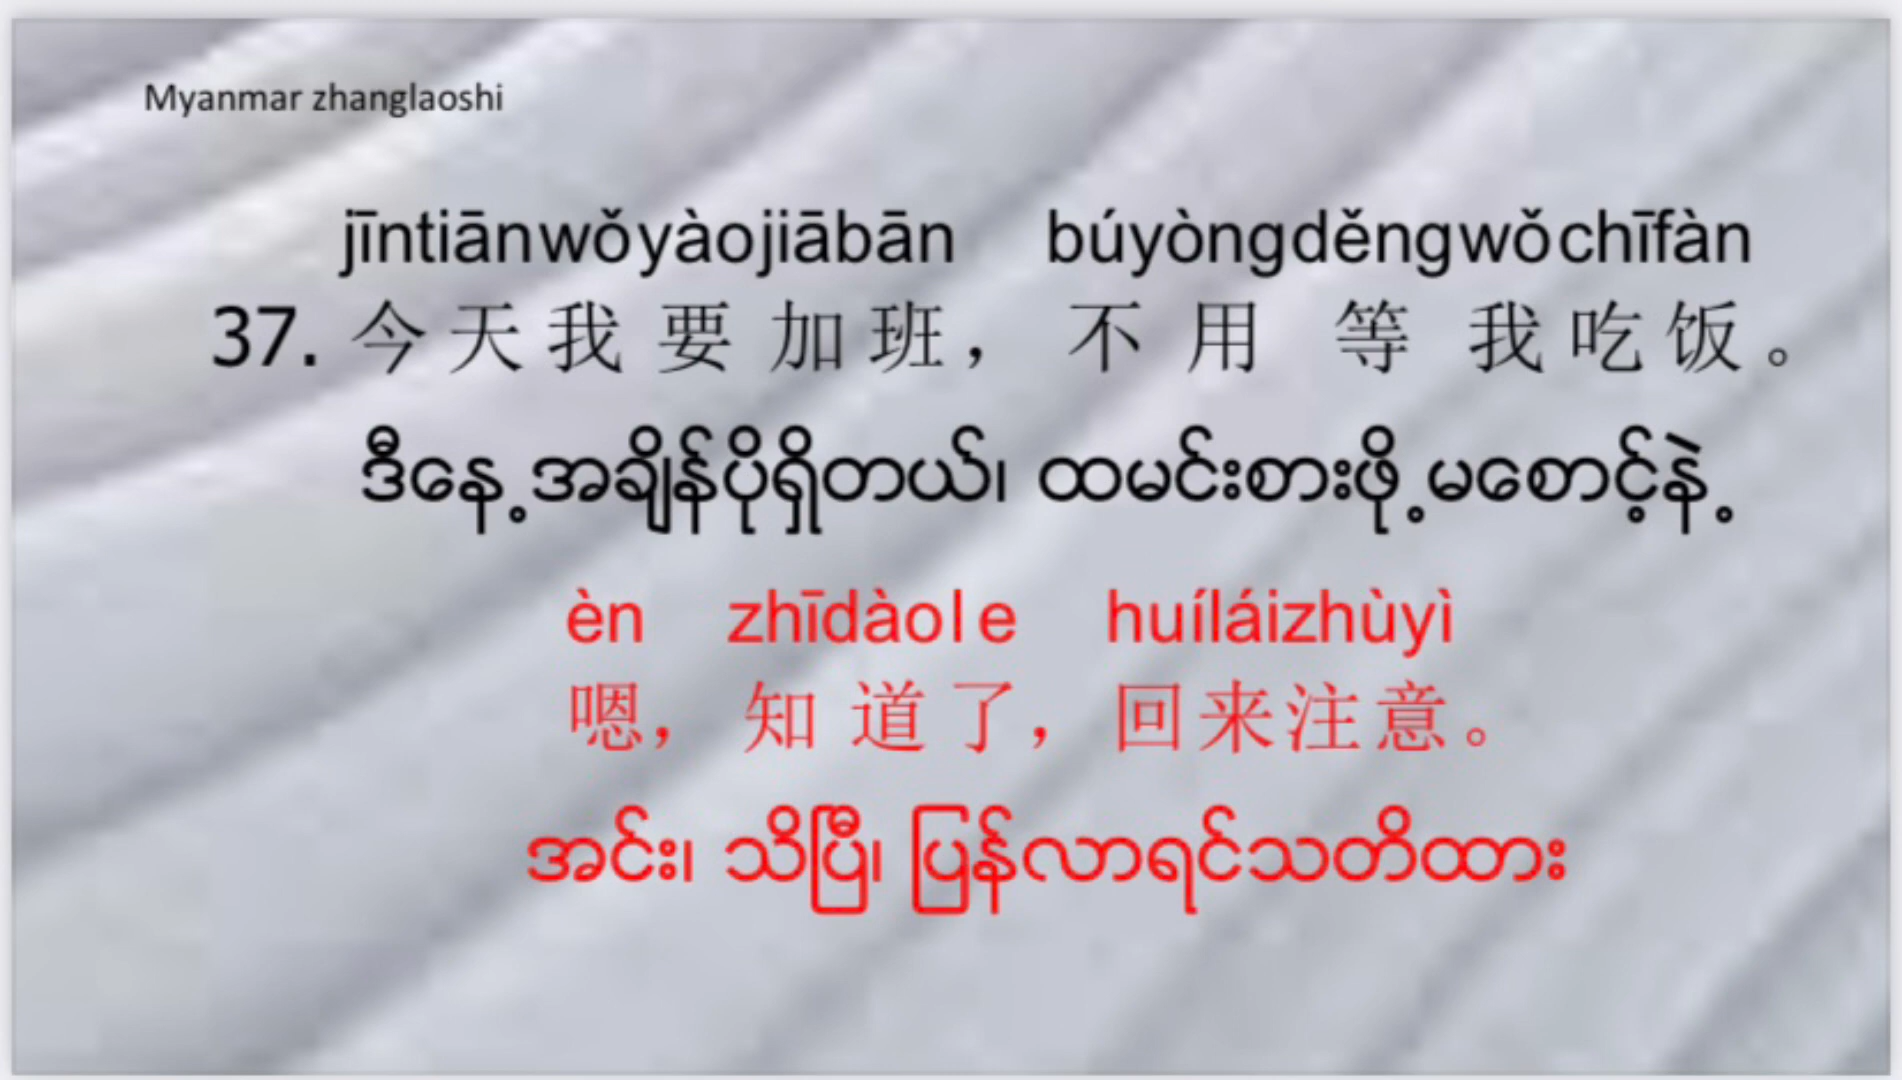 Myanmar zhanglaoshi
jīntiānwǒyàojiābān búyòngděngwǒchīfàn
37. 今天我要加班， 不用等我吃饭。
ဒီနေ့အချိန်ပိုရှိတယ်၊ ထမင်းစားဖို့မစောင့်နဲ့
èn zhīdàole huíláizhùyì
嗯，知道了，回来注意。
အင်း၊ သိပြီ၊ ပြန်လာရင်သတိထား